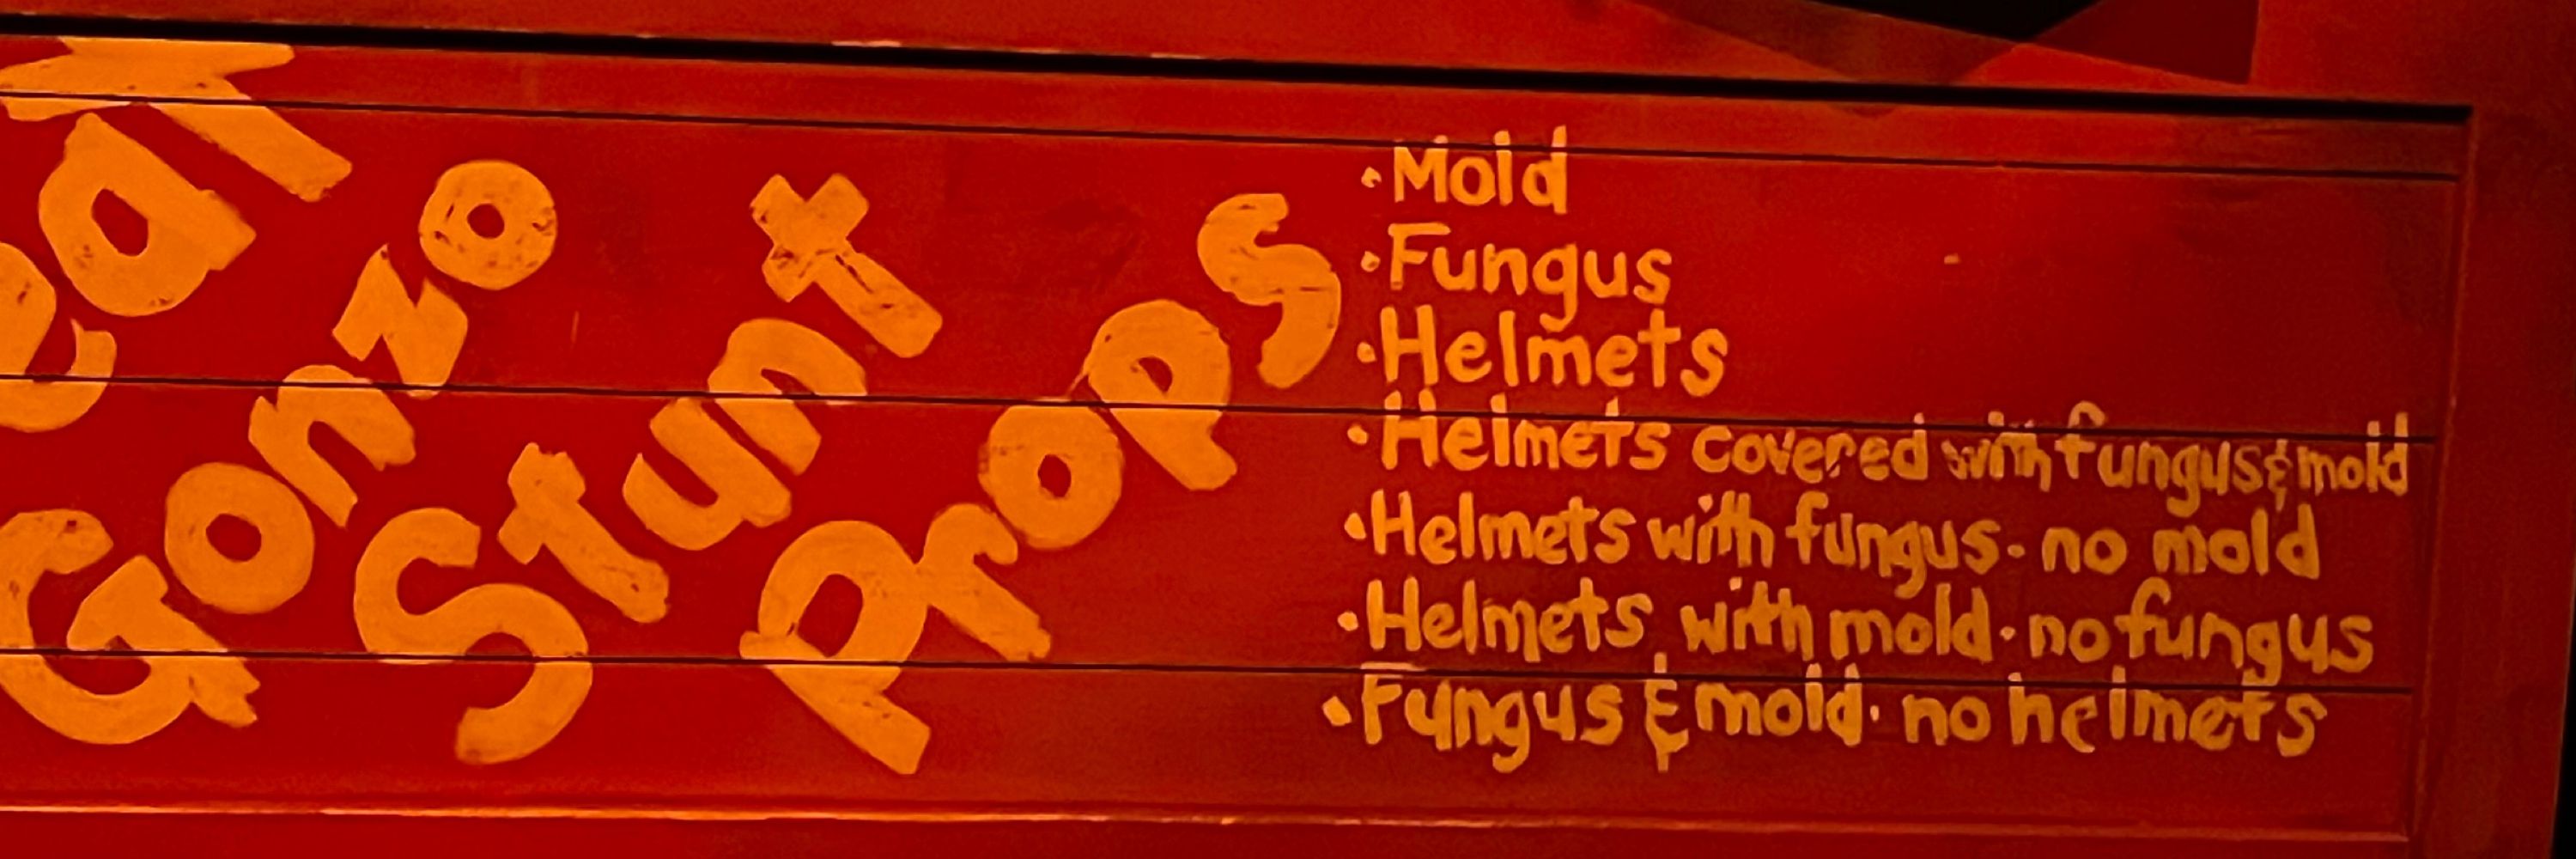 Gonzo
Stunt
Props
•Mold
•Fungus
•Helmets
•Helmets covered with fungus & mold
•Helmets with fungus - no mold
•Helmets with mold - no fungus
•Fungus & mold - no helmets